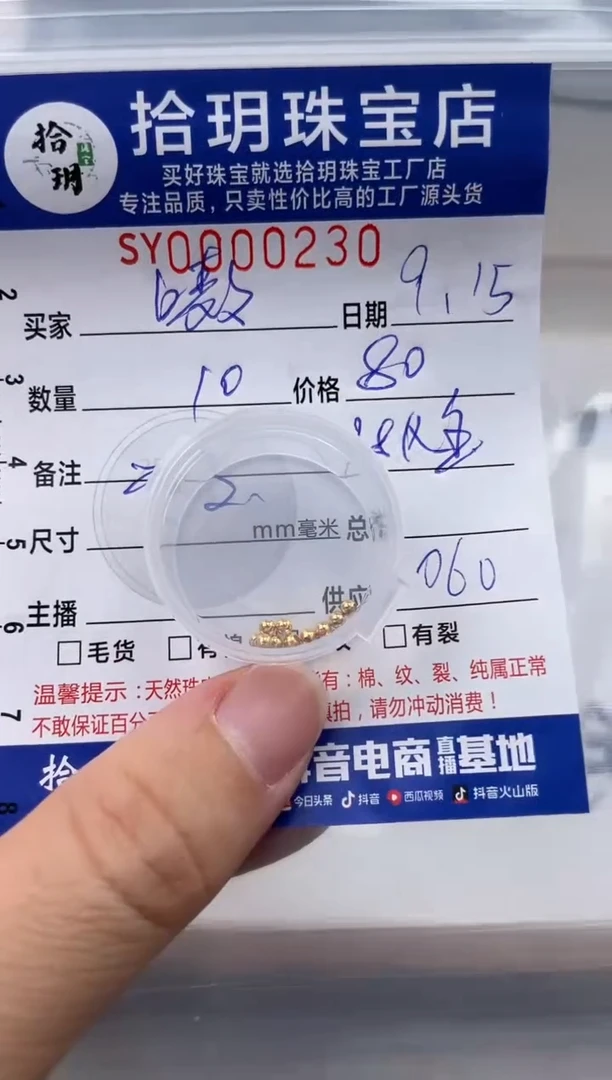 拾玥
拾玥珠宝店
买好珠宝就选拾玥珠宝工厂店
专注品质，只卖性价比高的工厂源头货
SY0000230
买家 日期 9.15
数量 10 价格 80
备注
尺寸 2 mm毫米 总
主播 供应 060
毛货 有 有裂
温馨提示：天然珠 有：棉、纹、裂、纯属正常
不敢保证百分 慎拍，请勿冲动消费！
拾 抖音电商直播基地
今日头条 抖音 西瓜视频 抖音火山版